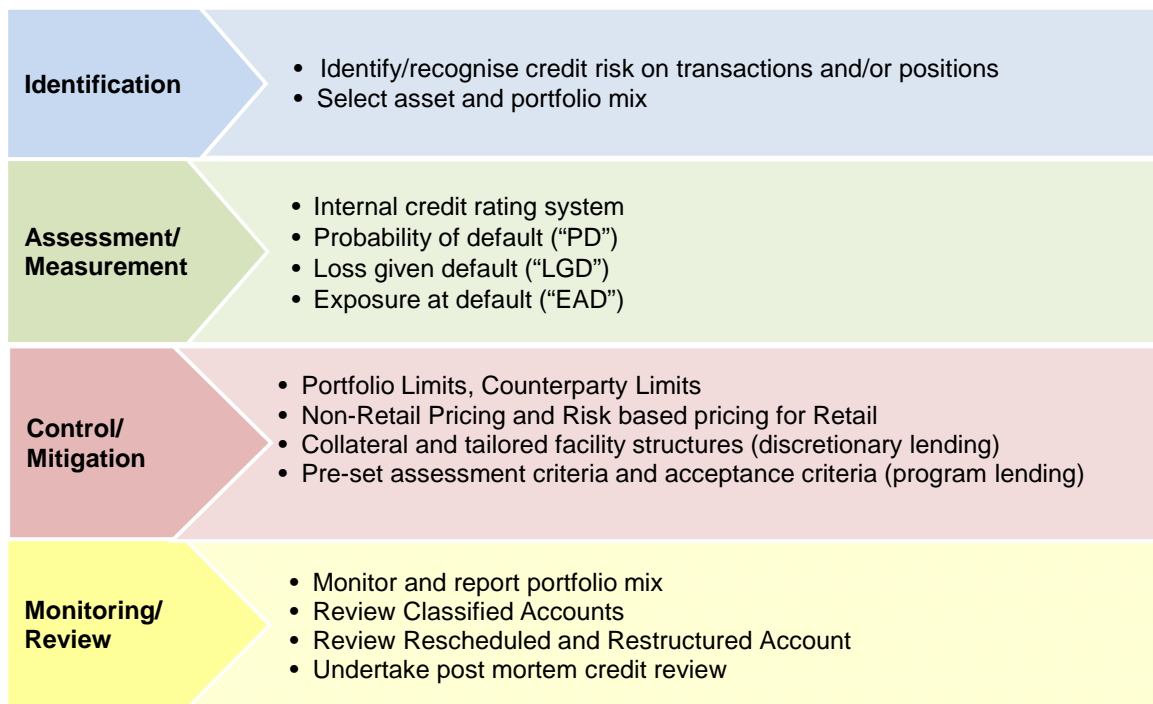 Identification
• Identify/recognise credit risk on transactions and/or positions
• Select asset and portfolio mix
Assessment/
Measurement
• Internal credit rating system
• Probability of default (“PD”)
• Loss given default (“LGD”)
• Exposure at default (“EAD”)
Control/
Mitigation
• Portfolio Limits, Counterparty Limits
• Non-Retail Pricing and Risk based pricing for Retail
• Collateral and tailored facility structures (discretionary lending)
• Pre-set assessment criteria and acceptance criteria (program lending)
Monitoring/
Review
• Monitor and report portfolio mix
• Review Classified Accounts
• Review Rescheduled and Restructured Account
• Undertake post mortem credit review